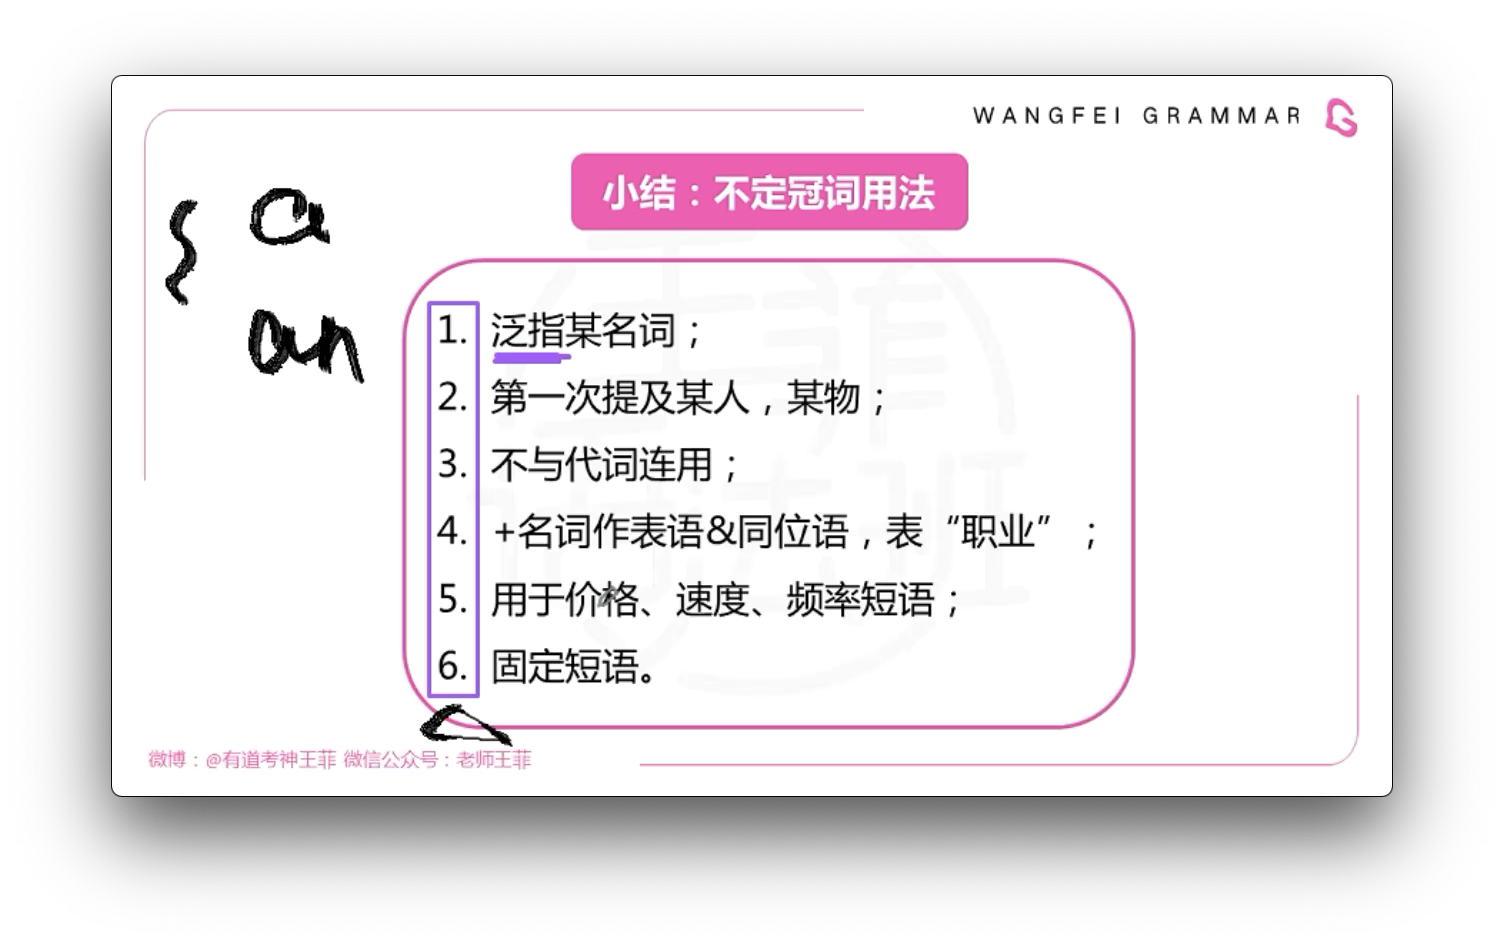 WANGFEI GRAMMAR
小结：不定冠词用法
a
an
1. 泛指某名词；
2. 第一次提及某人，某物；
3. 不与代词连用；
4. +名词作表语&同位语，表“职业”；
5. 用于价格、速度、频率短语；
6. 固定短语。
微博：@有道考神王菲 微信公众号：老师王菲